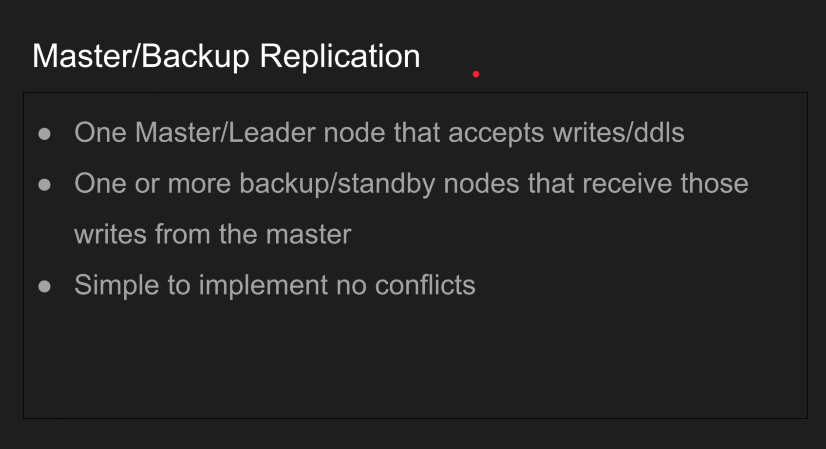 Master/Backup Replication
● One Master/Leader node that accepts writes/ddls
● One or more backup/standby nodes that receive those
writes from the master
● Simple to implement no conflicts